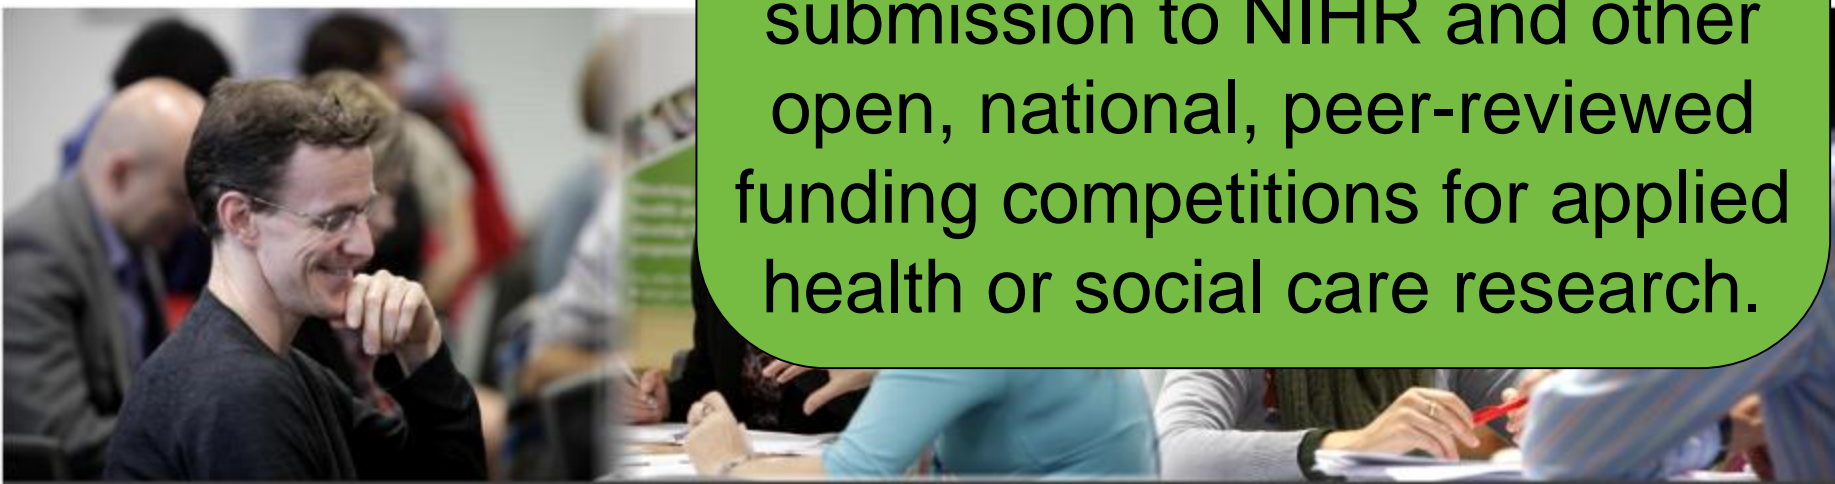 submission to NIHR and other
open, national, peer-reviewed
funding competitions for applied
health or social care research.